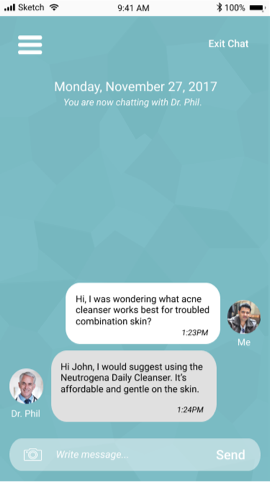 Sketch 9:41 AM 100%
Exit Chat
Monday, November 27, 2017
You are now chatting with Dr. Phil.
Hi, I was wondering what acne
cleanser works best for troubled
combination skin?
1:23PM
Me
Hi John, I would suggest using the
Neutrogena Daily Cleanser. It's
affordable and gentle on the skin.
1:24PM
Dr. Phil
Write message... Send